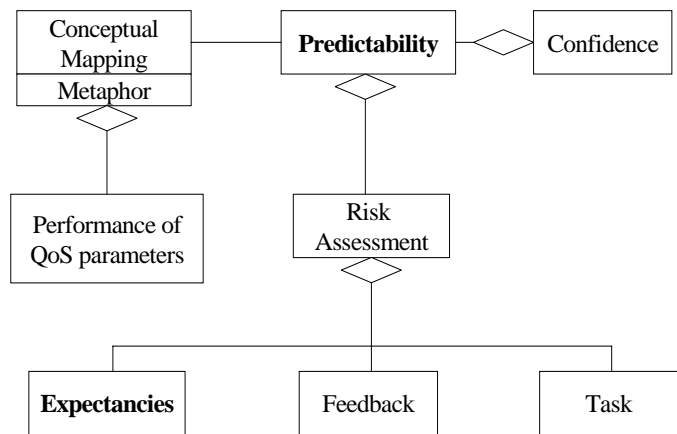 Conceptual
Mapping
Metaphor
Predictability
Confidence
Performance of
QoS parameters
Risk
Assessment
Expectancies
Feedback
Task